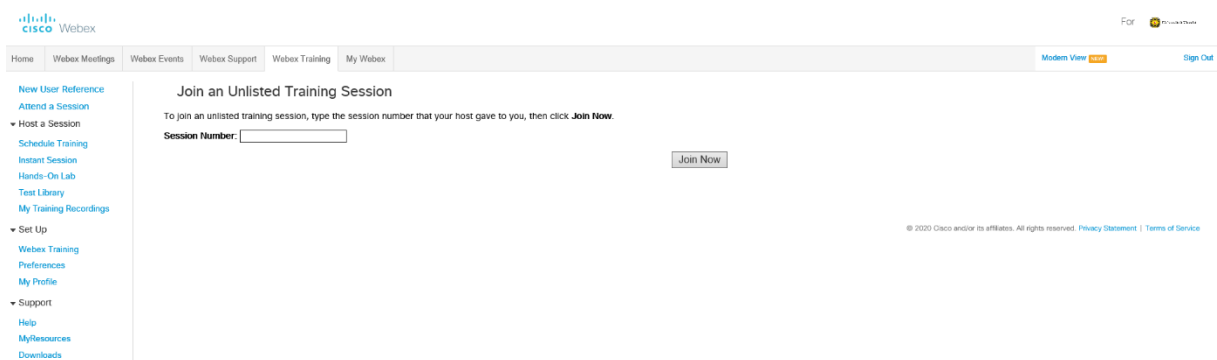 CISCO Webex
For
Home Webex Meetings Webex Events Webex Support Webex Training My Webex Modern View NEW Sign Out
New User Reference
Attend a Session
Host a Session
Schedule Training
Instant Session
Hands-On Lab
Test Library
My Training Recordings
Set Up
Webex Training
Preferences
My Profile
Support
Help
MyResources
Downloads
Join an Unlisted Training Session
To join an unlisted training session, type the session number that your host gave to you, then click Join Now.
Session Number:
Join Now
© 2020 Cisco and/or its affiliates. All rights reserved. Privacy Statement | Terms of Service